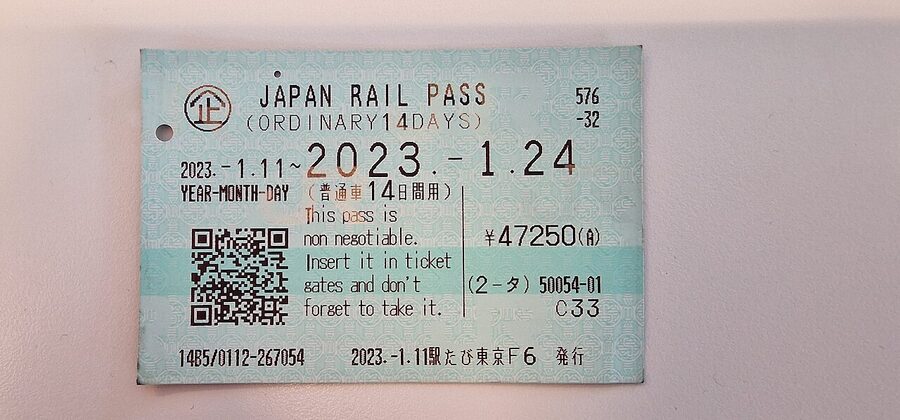 企 JAPAN RAIL PASS 576
(ORDINARY14DAYS) -32
2023.-1.11~2023.-1.24
YEAR-MONTH-DAY (普通車14日間用)
This pass is
non negotiable.
Insert it in ticket
gates and don't
forget to take it.
¥47250(A)
(2-タ) 50054-01
C33
14B5/0112-267054 2023.-1.11駅たび東京F6 発行